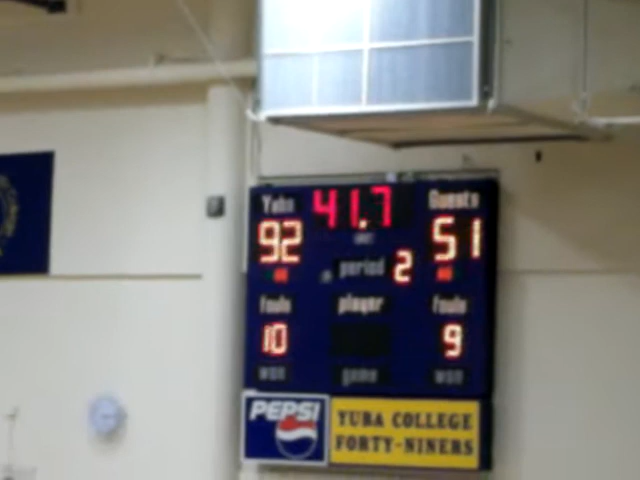 Yuba 41.7 Guests
92 51
period 2
Fouls player Fouls
10 9
won game won
PEPSI YUBA COLLEGE
FORTY-NINERS